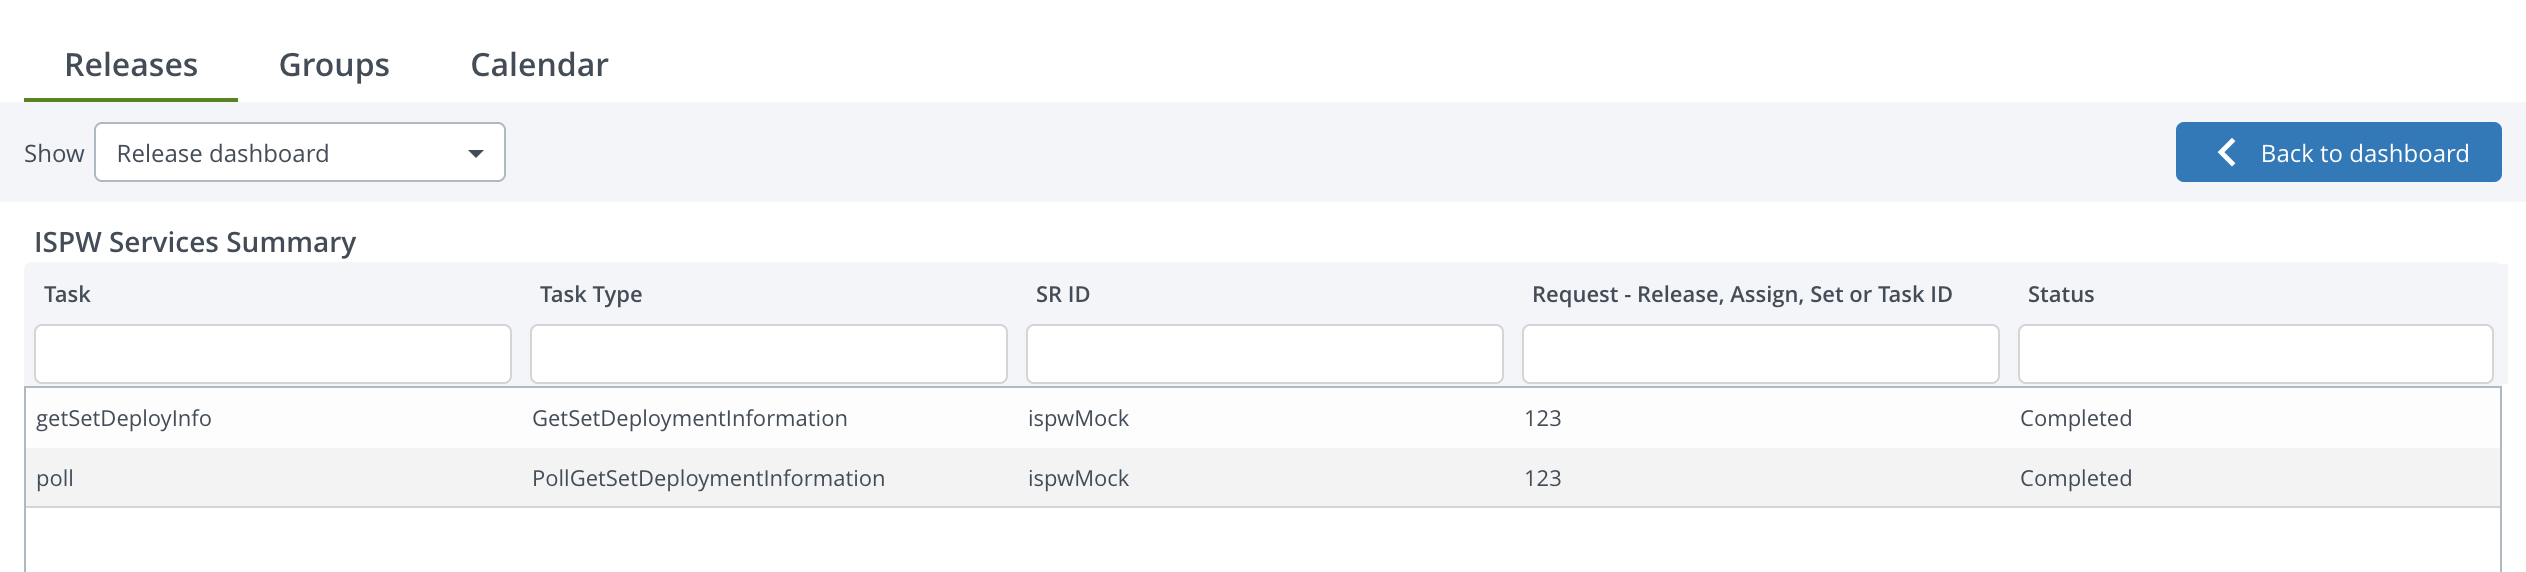 Releases Groups Calendar
Show Release dashboard Back to dashboard
ISPW Services Summary
Task Task Type SR ID Request - Release, Assign, Set or Task ID Status
getSetDeployInfo GetSetDeploymentInformation ispwMock 123 Completed
poll PollGetSetDeploymentInformation ispwMock 123 Completed